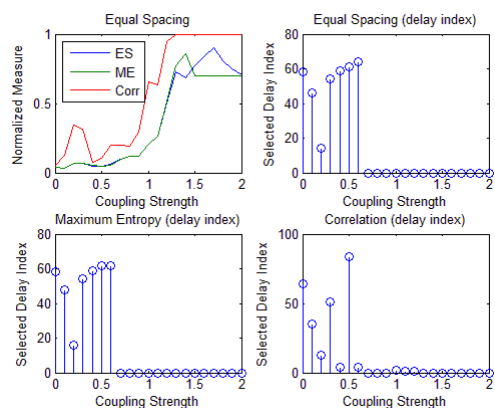 Equal Spacing
Normalized Measure
1
0.5
0
ES
ME
Corr
0 0.5 1 1.5 2
Coupling Strength
Equal Spacing (delay index)
Selected Delay Index
80
60
40
20
0
0 0.5 1 1.5 2
Coupling Strength
Maximum Entropy (delay index)
Selected Delay Index
80
60
40
20
0
0 0.5 1 1.5 2
Coupling Strength
Correlation (delay index)
Selected Delay Index
100
50
0
0 0.5 1 1.5 2
Coupling Strength